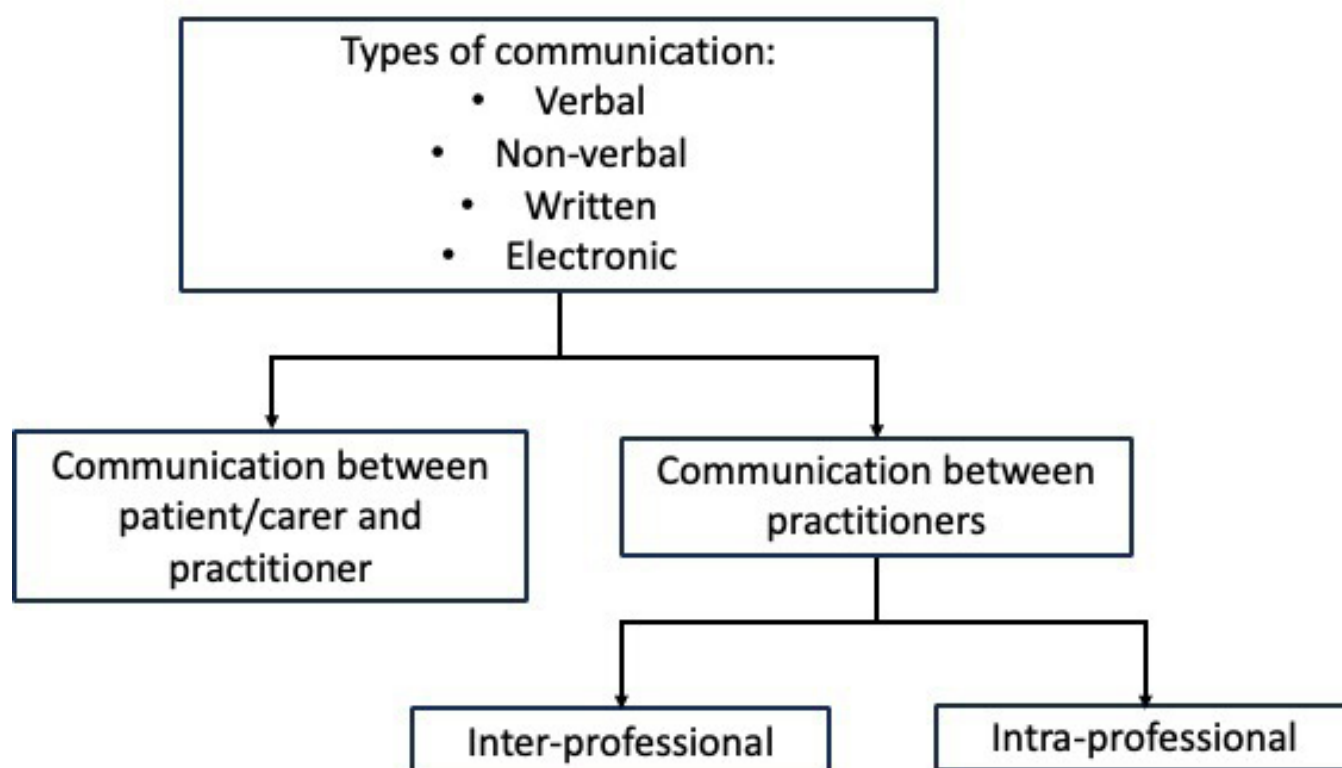 Types of communication:
• Verbal
• Non-verbal
• Written
• Electronic
Communication between
patient/carer and
practitioner
Communication between
practitioners
Inter-professional
Intra-professional